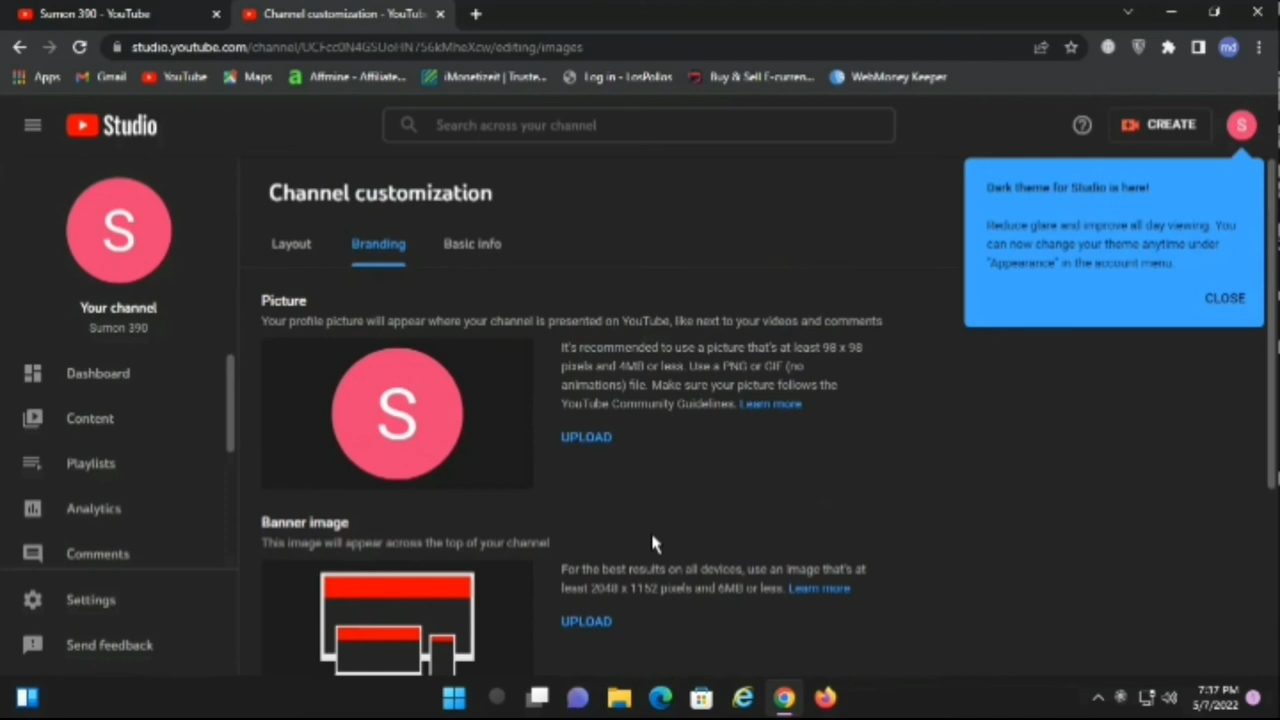 Sumon 390 - YouTube
Channel customization - YouTub
studio.youtube.com/channel/UCFcc0N4GSUoHN7S6kMheXcw/editing/images
md
Apps
Gmail
YouTube
Maps
Affmine - Affiliate...
iMonetizeit | Truste...
Log in - LosPollos
Buy & Sell E-curren...
WebMoney Keeper
Studio
Search across your channel
CREATE
S
Dark theme for Studio is here!
Reduce glare and improve all day viewing. You
can now change your theme anytime under
"Appearance" in the account menu.
CLOSE
S
Your channel
Sumon 390
Dashboard
Content
Playlists
Analytics
Comments
Settings
Send feedback
Channel customization
Layout
Branding
Basic info
Picture
Your profile picture will appear where your channel is presented on YouTube, like next to your videos and comments
S
It's recommended to use a picture that's at least 98 x 98
pixels and 4MB or less. Use a PNG or GIF (no
animations) file. Make sure your picture follows the
YouTube Community Guidelines. Learn more
UPLOAD
Banner image
This image will appear across the top of your channel
For the best results on all devices, use an image that's at
least 2048 x 1152 pixels and 6MB or less. Learn more
UPLOAD
7:37 PM
5/7/2022